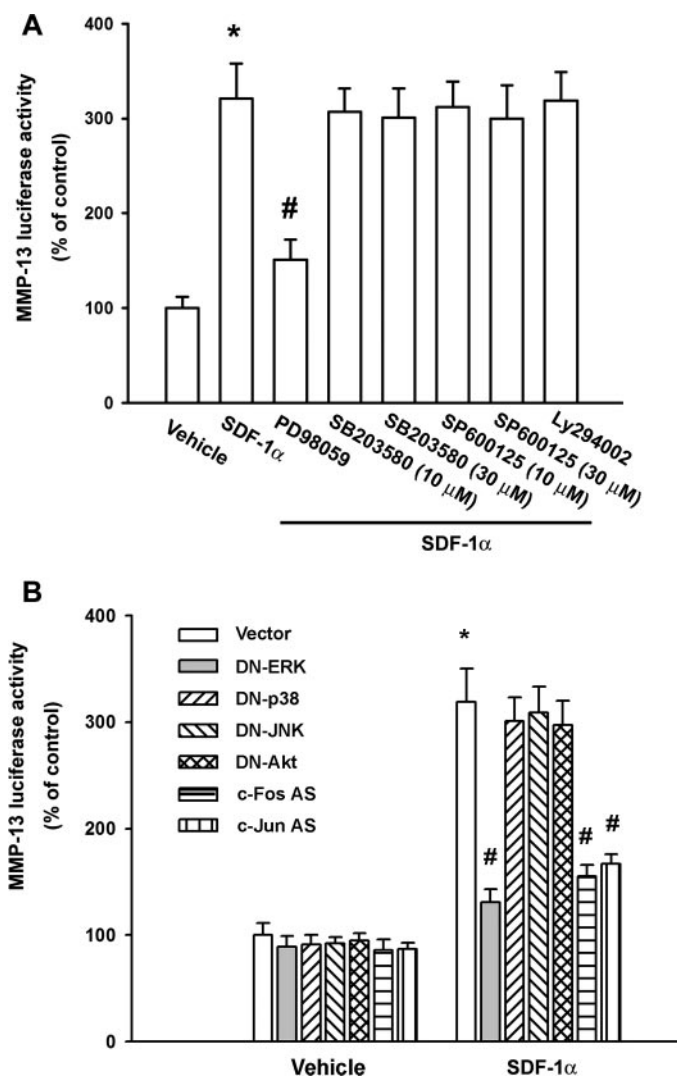 A
MMP-13 luciferase activity
(% of control)
400
300
200
100
0
*
#
Vehicle
SDF-1α
PD98059
SB203580 (10 μM)
SB203580 (30 μM)
SP600125 (10 μM)
SP600125 (30 μM)
Ly294002
SDF-1α
B
MMP-13 luciferase activity
(% of control)
400
300
200
100
0
Vector
DN-ERK
DN-p38
DN-JNK
DN-Akt
c-Fos AS
c-Jun AS
*
#
#
#
Vehicle
SDF-1α